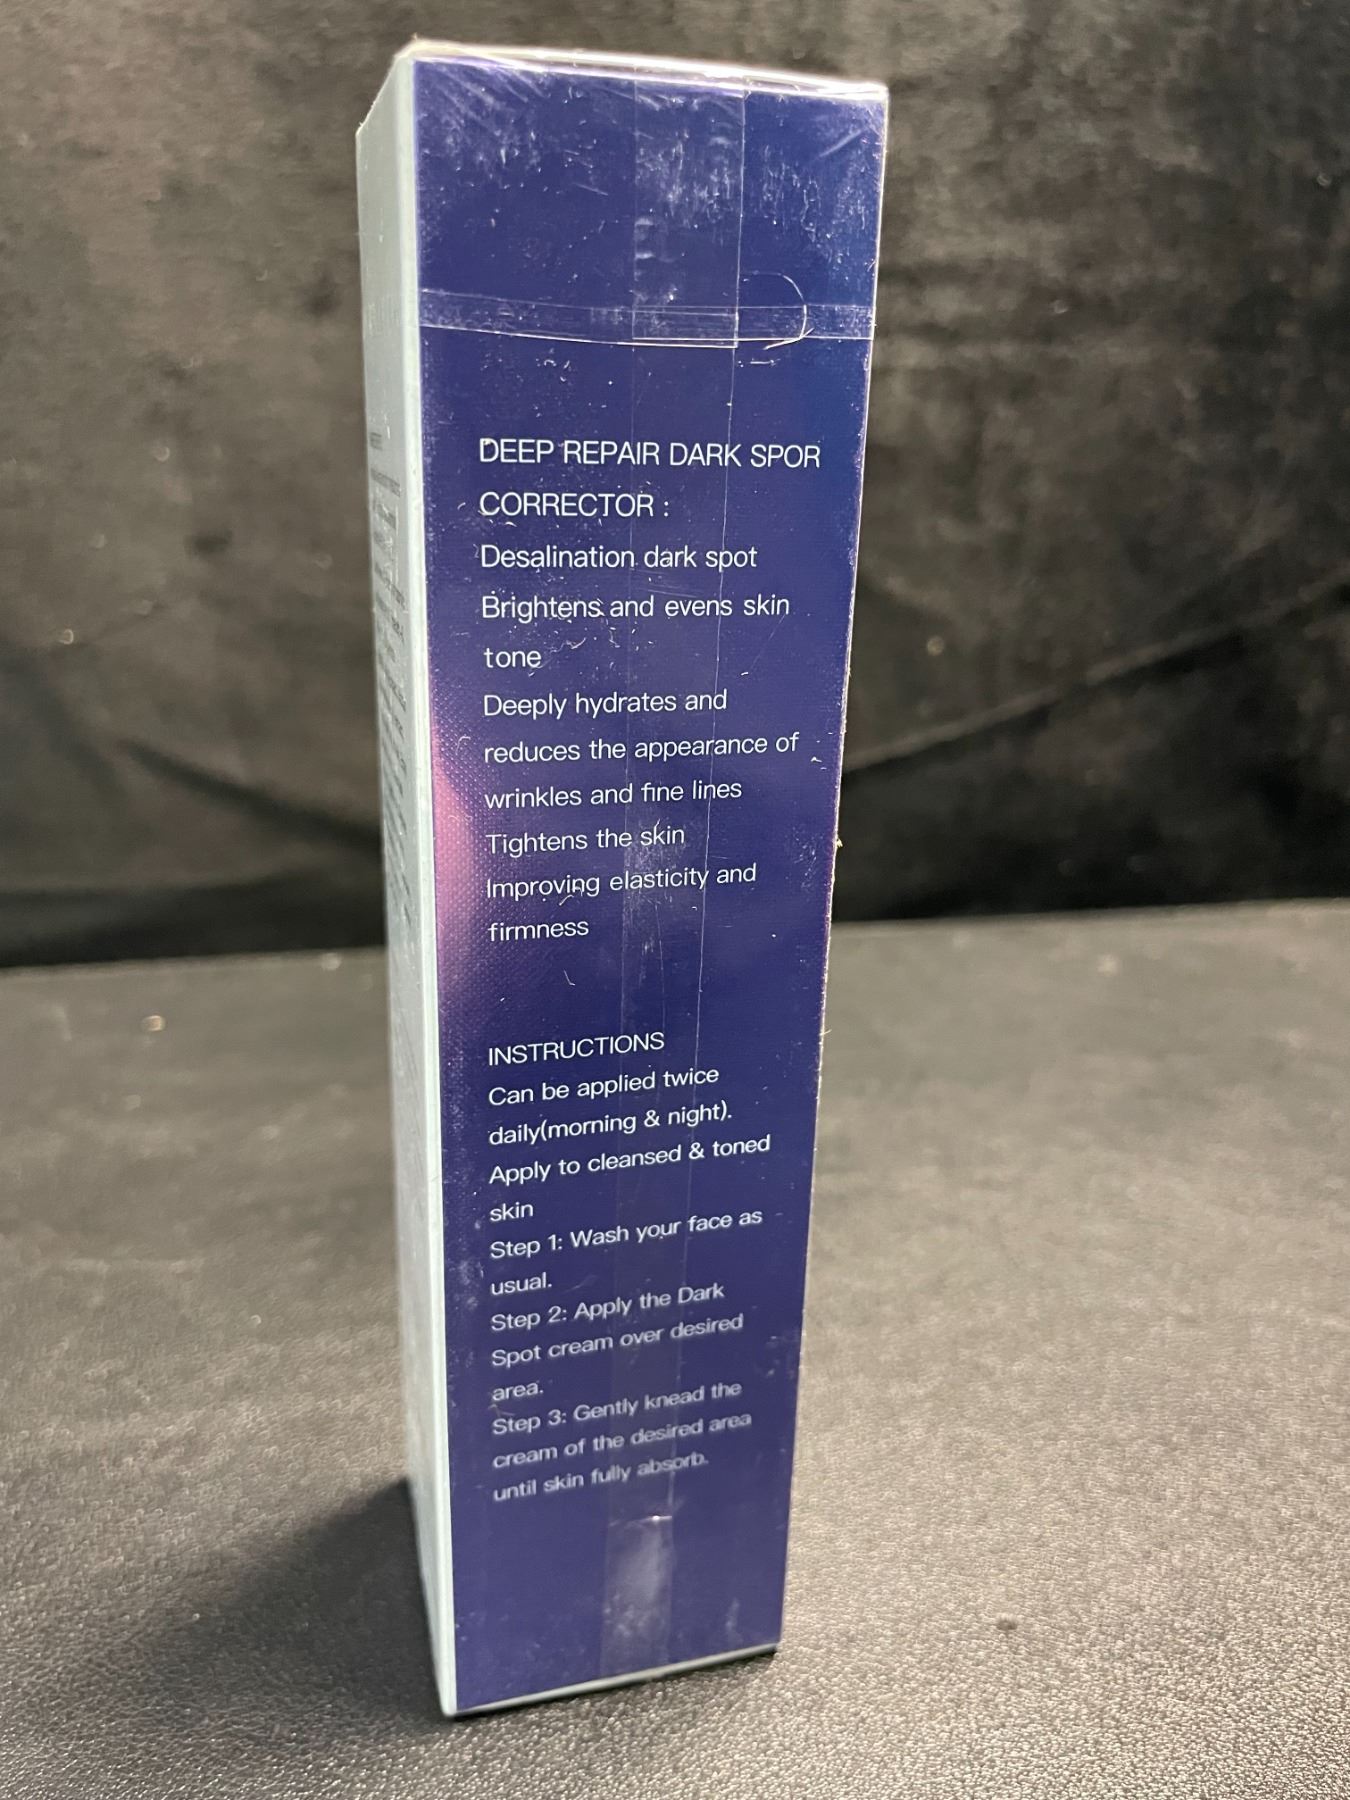 DEEP REPAIR DARK SPOR
CORRECTOR :
Desalination dark spot
Brightens and evens skin
tone
Deeply hydrates and
reduces the appearance of
wrinkles and fine lines
Tightens the skin
Improving elasticity and
firmness
INSTRUCTIONS
Can be applied twice
daily(morning & night).
Apply to cleansed & toned
skin
Step 1: Wash your face as
usual.
Step 2: Apply the Dark
Spot cream over desired
area.
Step 3: Gently knead the
cream of the desired area
until skin fully absorb.